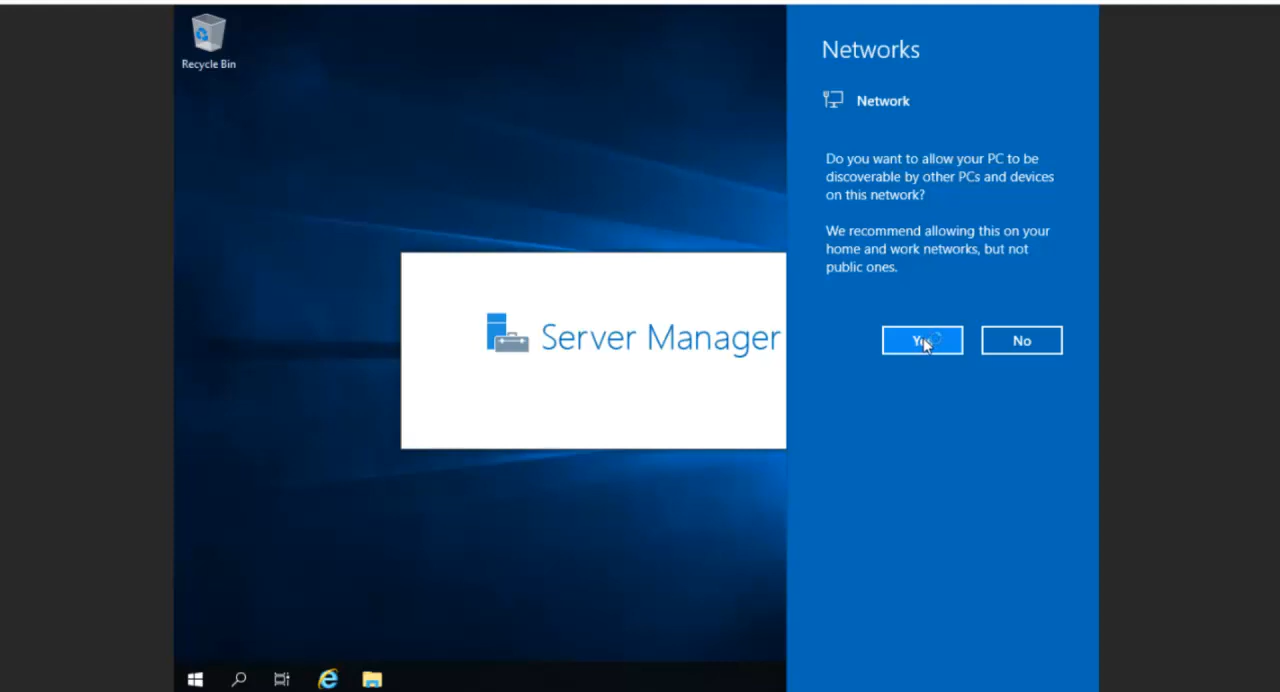 Recycle Bin
Networks
Network
Do you want to allow your PC to be
discoverable by other PCs and devices
on this network?
We recommend allowing this on your
home and work networks, but not
public ones.
No
Server Manager